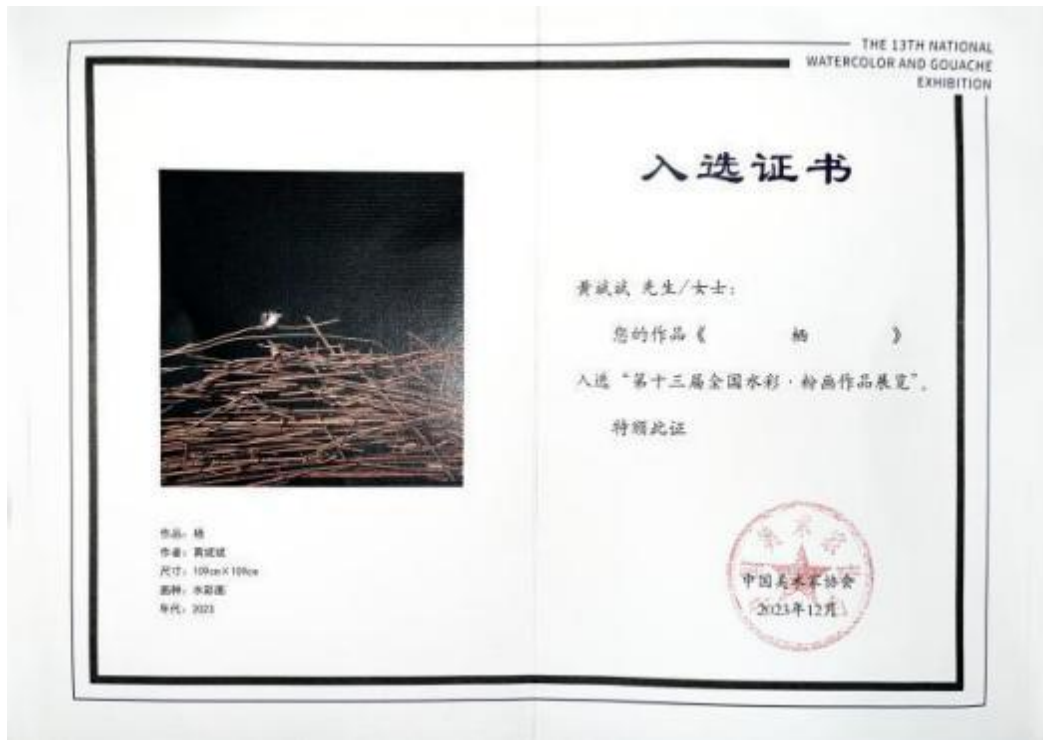 THE 13TH NATIONAL
WATERCOLOR AND GOUACHE
EXHIBITION
作品：栖
作者：黄斌斌
尺寸：109cm×109cm
画种：水彩画
年代：2023
入选证书
黄斌斌 先生/女士：
您的作品《 栖 》
入选“第十三届全国水彩·粉画作品展览”。
特颁此证
中国美术家协会
2023年12月